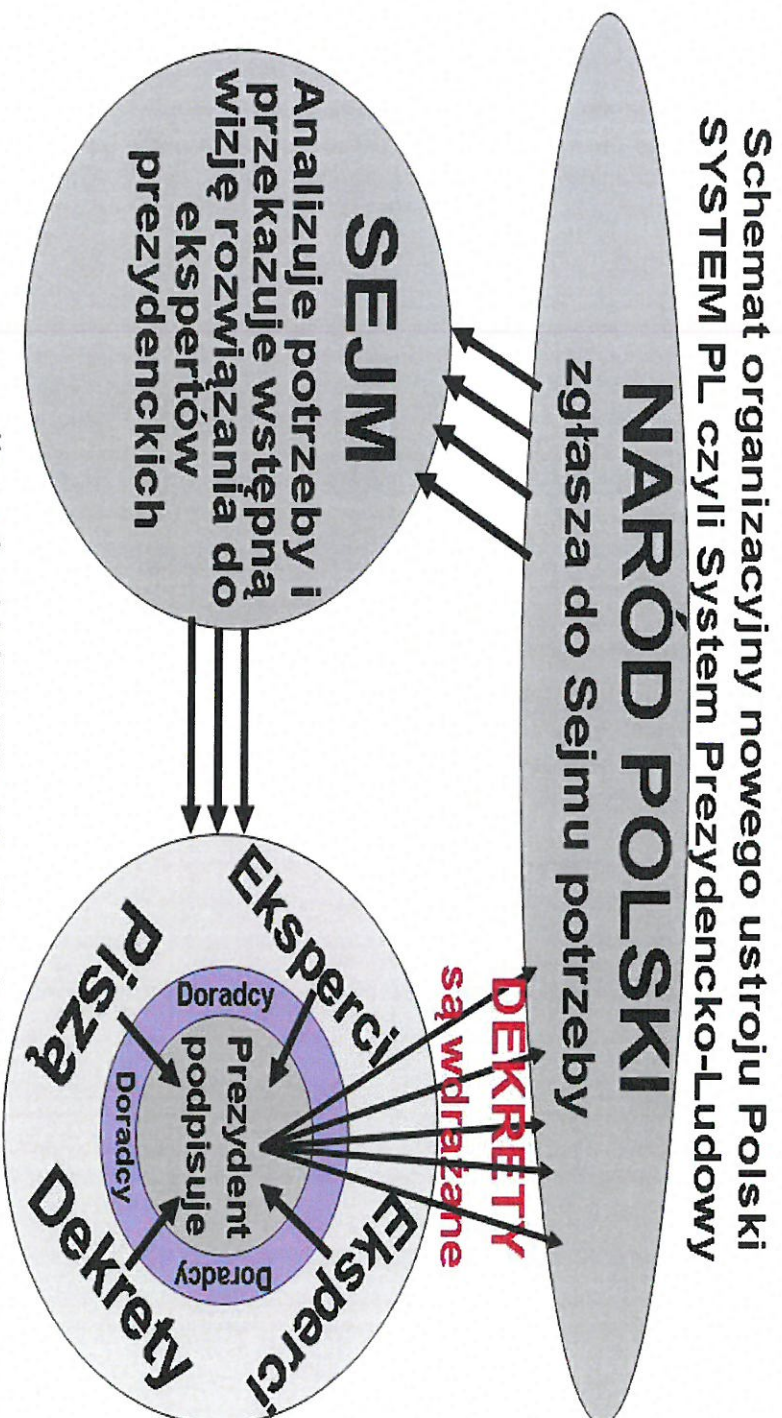 Schemat organizacyjny nowego ustroju Polski
SYSTEM PL czyli System Prezydencko-Ludowy
NARÓD POLSKI
zgłasza do Sejmu potrzeby
DEKRETY
są wdrażane
SEJM
Analizuje potrzeby i
przekazuje wstępną
wizję rozwiązania do
ekspertów
prezydenckich
Eksperci
Eksperci
Piszą
Dekrety
Doradcy
Doradcy
Doradcy
Prezydent
podpisuje